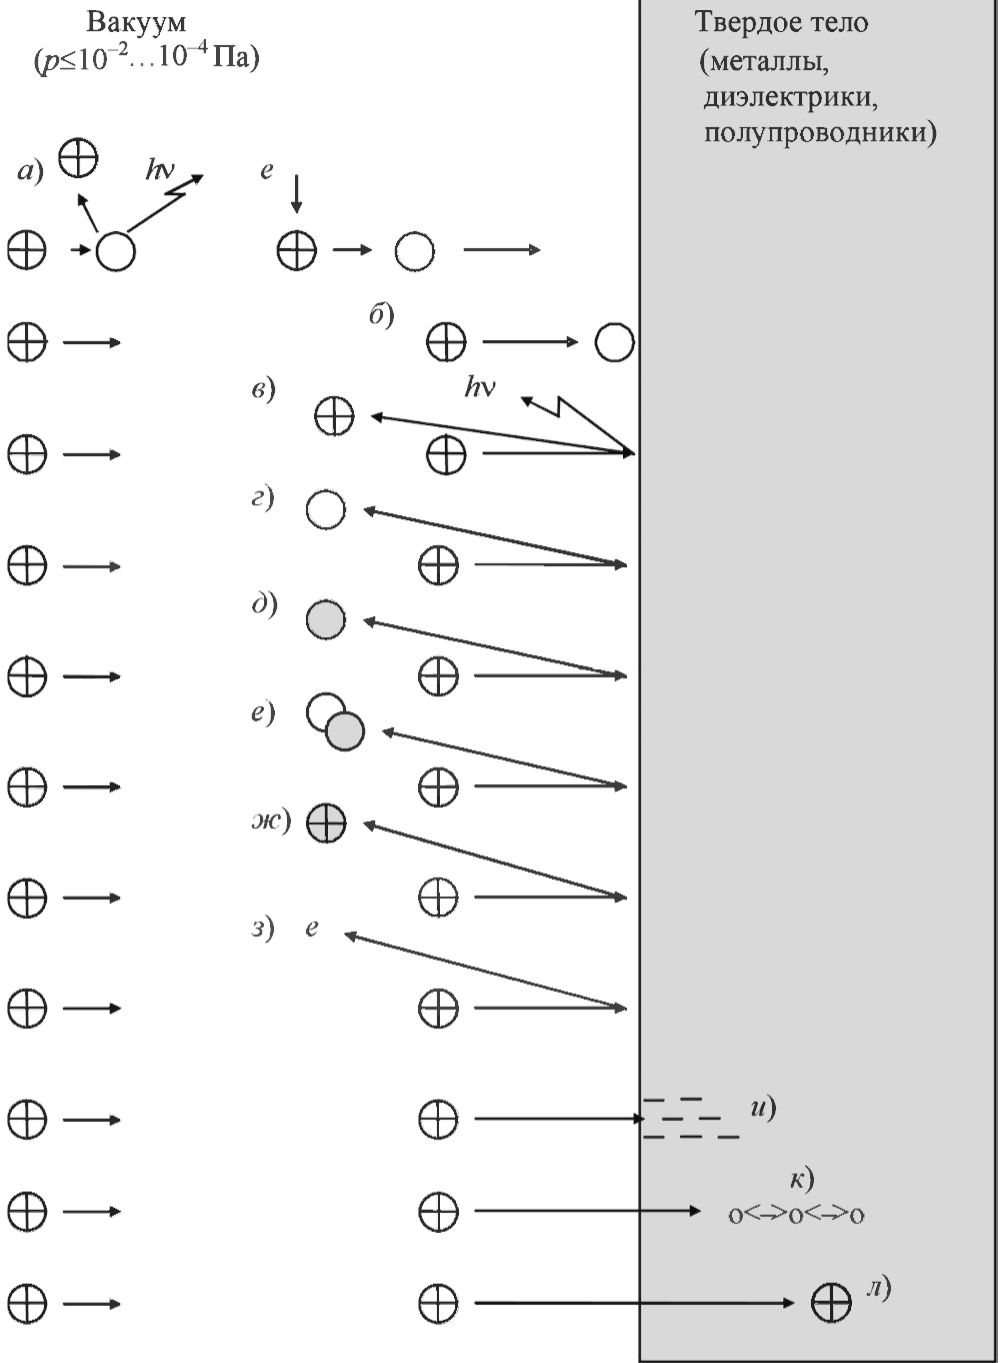 Вакуум
(p≤10⁻²…10⁻⁴ Па)
Твердое тело
(металлы,
диэлектрики,
полупроводники)
а)
hν
e
б)
в)
hν
г)
д)
е)
ж)
з) e
и)
к)
o<->o<->o
л)